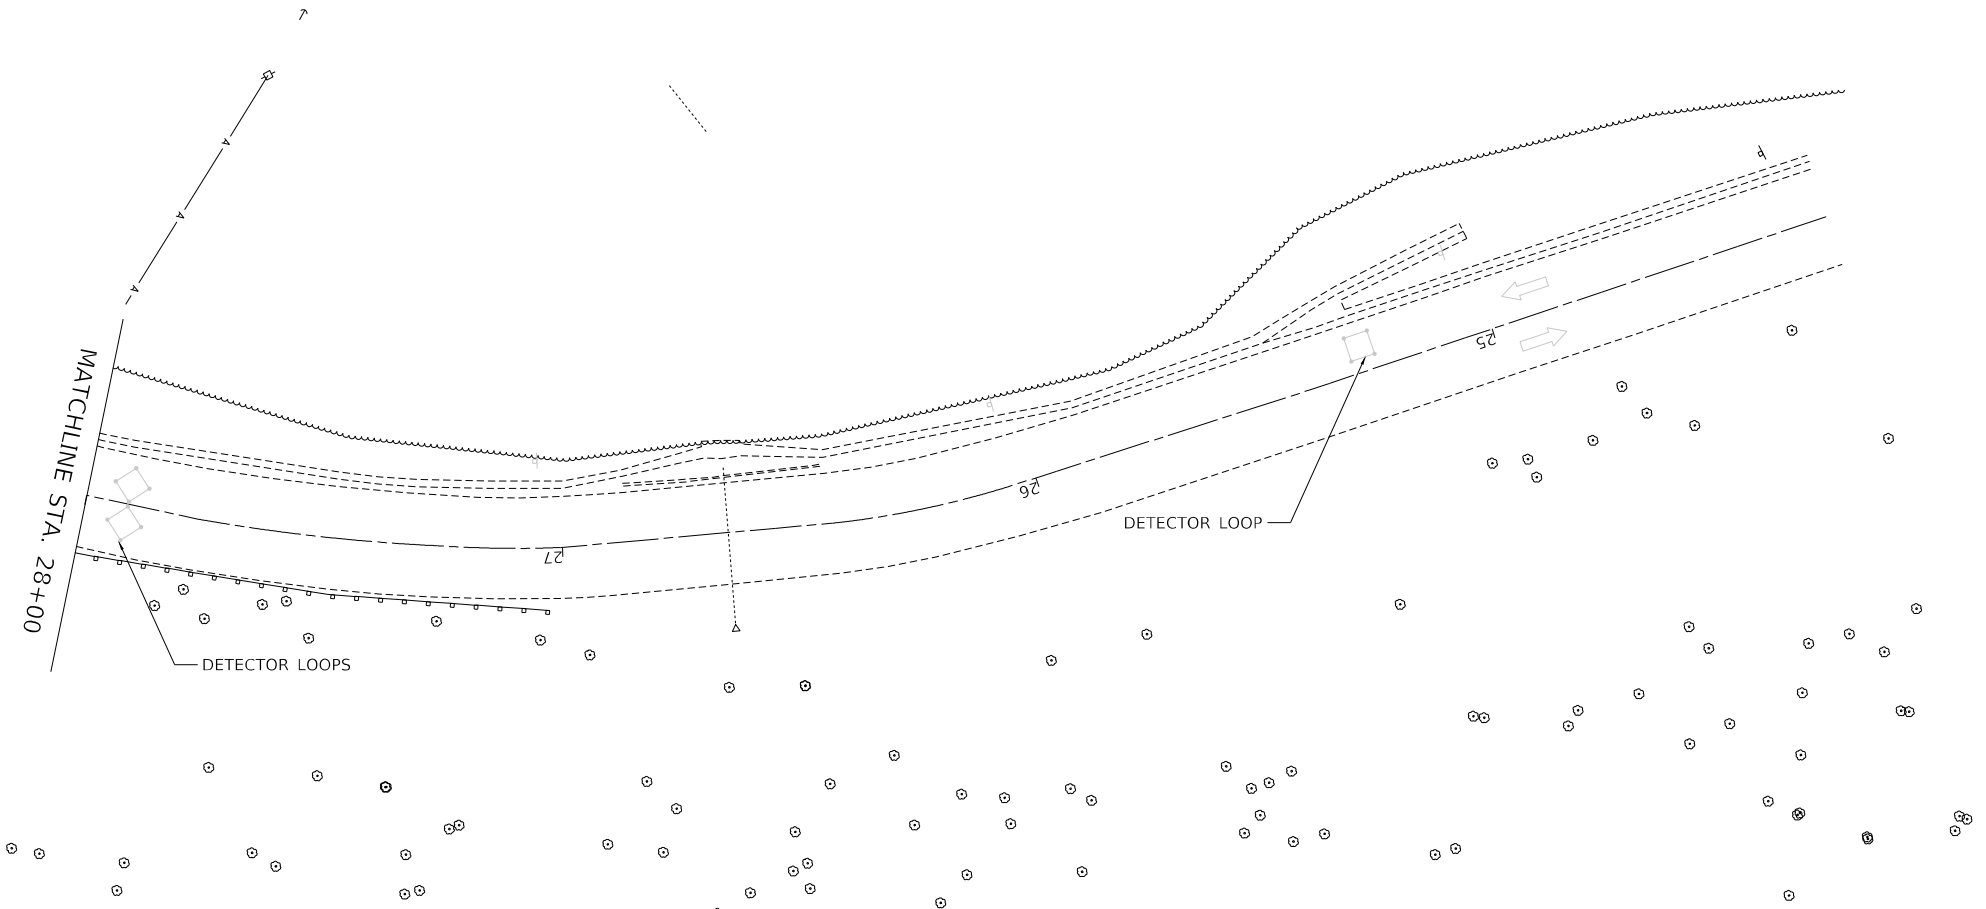 MATCHLINE STA. 28+00
25
26
DETECTOR LOOP
27
DETECTOR LOOPS